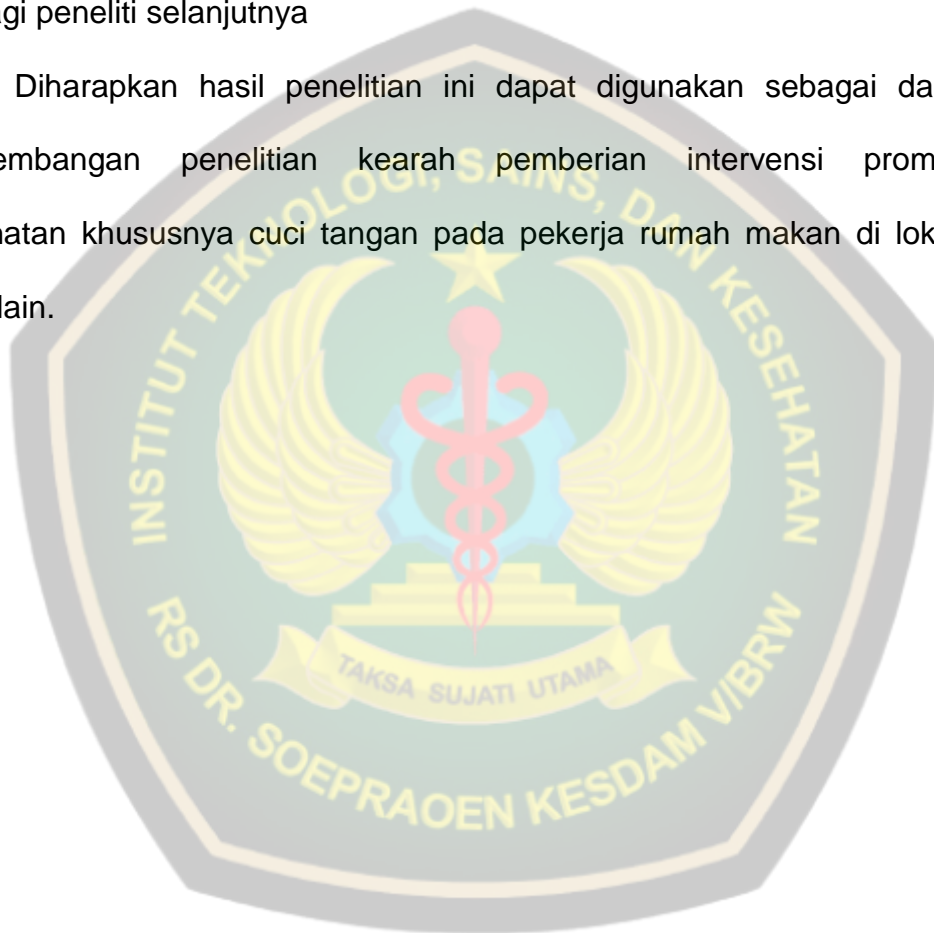 agi peneliti selanjutnya
Diharapkan hasil penelitian ini dapat digunakan sebagai da
embangan penelitian kearah pemberian intervensi prom
hatan khususnya cuci tangan pada pekerja rumah makan di lok
lain.
INSTITUT TEKNOLOGI, SAINS, DAN KESEHATAN
TAKSA SUJATI UTAMA
RS DR. SOEPRAOEN KESDAM V/BRW